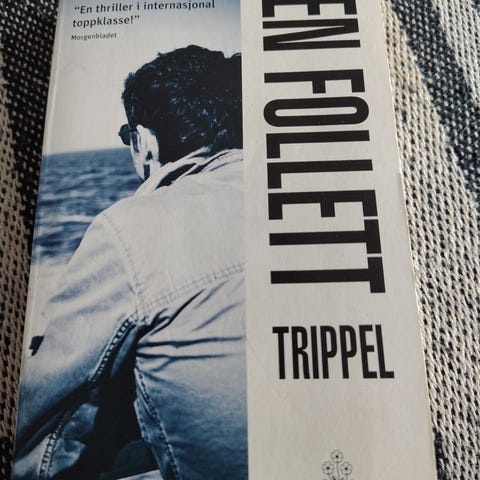 “En thriller i internasjonal
toppklasse!”
Morgenbladet
EN FOLLETT
TRIPPEL